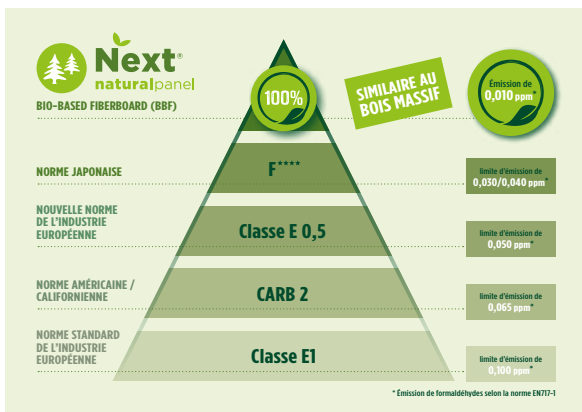 Next®
naturalpanel
BIO-BASED FIBERBOARD (BBF)
100%
SIMILAIRE AU
BOIS MASSIF
Émission de
0,010 ppm*
NORME JAPONAISE
F****
limite d'émission de
0,030/0,040 ppm*
NOUVELLE NORME
DE L'INDUSTRIE
EUROPÉENNE
Classe E 0,5
limite d'émission de
0,050 ppm*
NORME AMÉRICAINE /
CALIFORNIENNE
CARB 2
limite d'émission de
0,065 ppm*
NORME STANDARD
DE L'INDUSTRIE
EUROPÉENNE
Classe E1
limite d'émission de
0,100 ppm*
* Émission de formaldéhydes selon la norme EN717-1